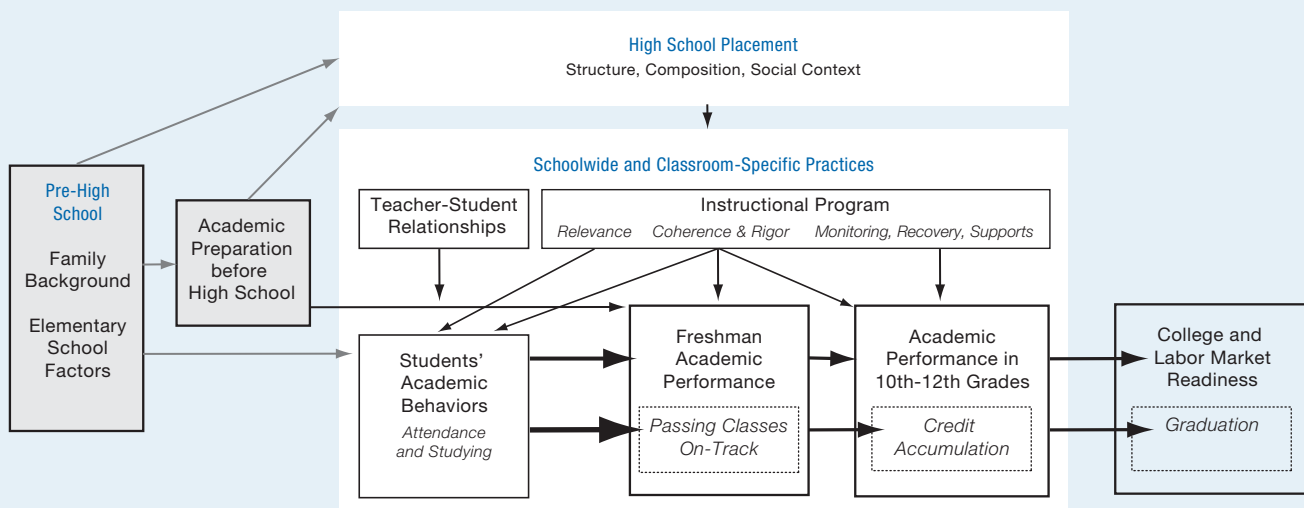 High School Placement
Structure, Composition, Social Context
Schoolwide and Classroom-Specific Practices
Pre-High
School
Family
Background
Elementary
School
Factors
Academic
Preparation
before
High School
Teacher-Student
Relationships
Instructional Program
Relevance Coherence & Rigor Monitoring, Recovery, Supports
Students’
Academic
Behaviors
Attendance
and Studying
Freshman
Academic
Performance
Passing Classes
On-Track
Academic
Performance in
10th-12th Grades
Credit
Accumulation
College and
Labor Market
Readiness
Graduation